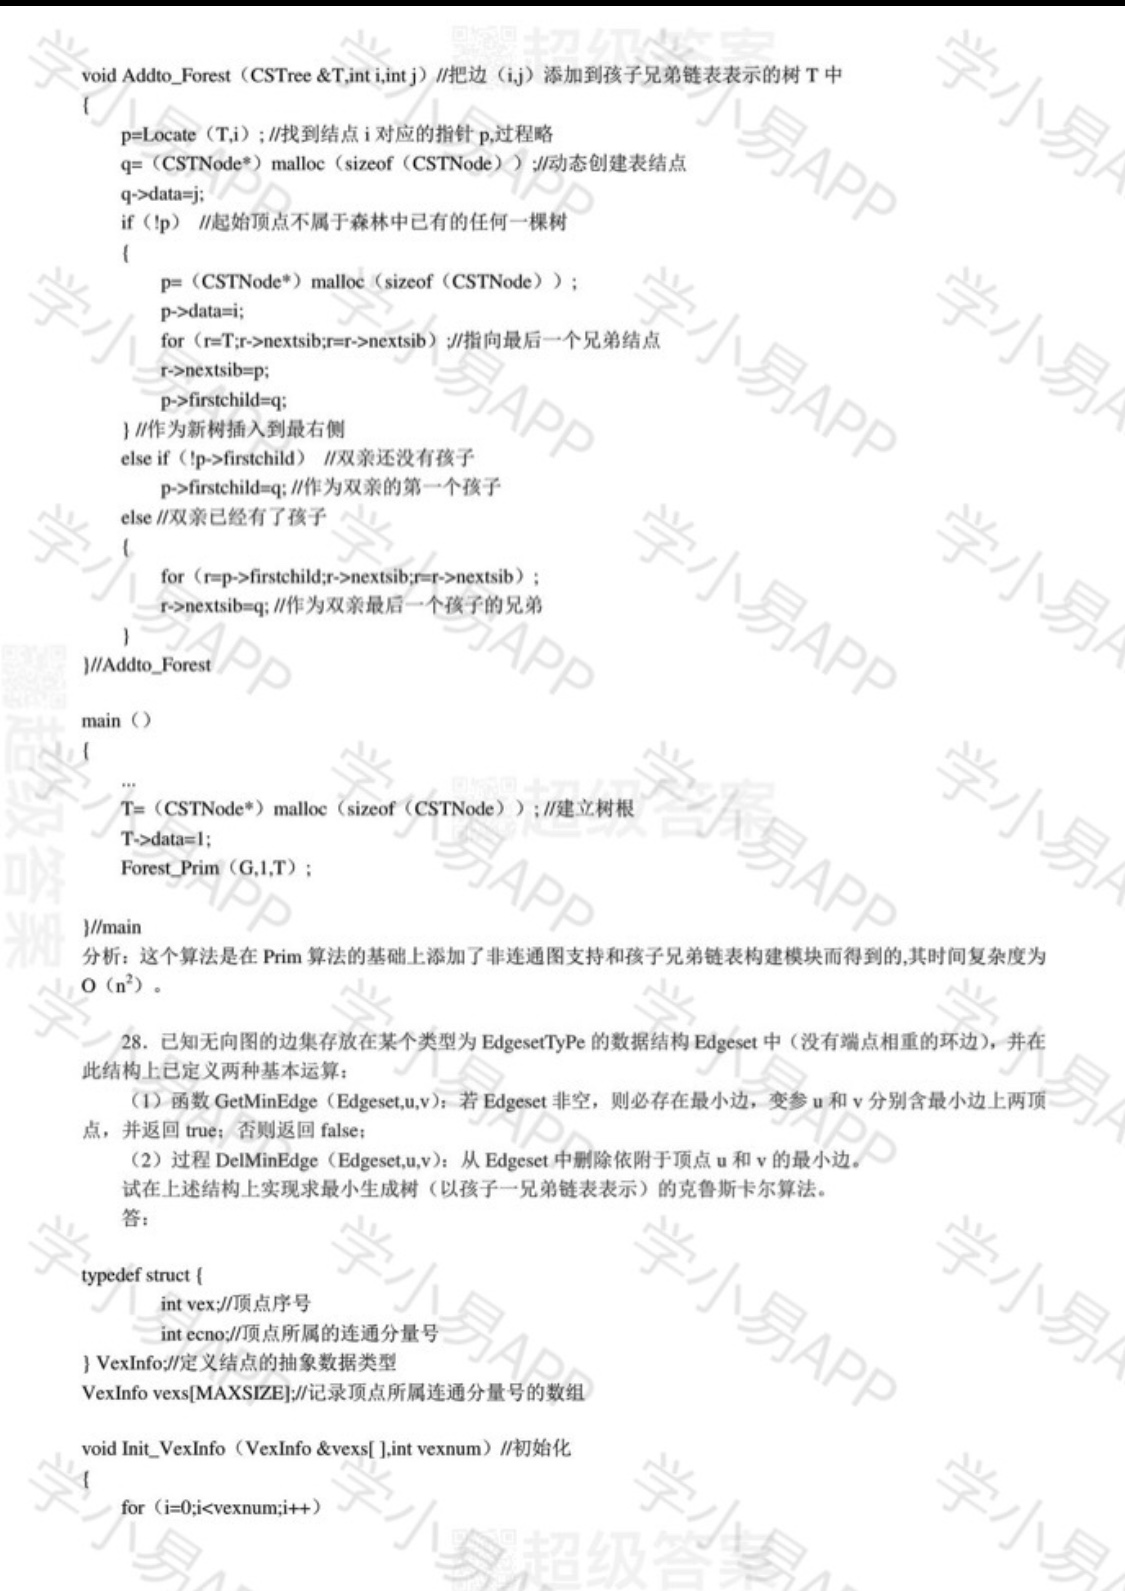 void Addto_Forest（CSTree &T,int i,int j）//把边（i,j）添加到孩子兄弟链表表示的树 T 中
{
p=Locate（T,i）; //找到结点 i 对应的指针 p,过程略
q=（CSTNode*）malloc（sizeof（CSTNode））;//动态创建表结点
q->data=j;
if（!p） //起始顶点不属于森林中已有的任何一棵树
{
p=（CSTNode*）malloc（sizeof（CSTNode））;
p->data=i;
for（r=T;r->nextsib;r=r->nextsib）;//指向最后一个兄弟结点
r->nextsib=p;
p->firstchild=q;
} //作为新树插入到最右侧
else if（!p->firstchild） //双亲还没有孩子
p->firstchild=q; //作为双亲的第一个孩子
else //双亲已经有了孩子
{
for（r=p->firstchild;r->nextsib;r=r->nextsib）;
r->nextsib=q; //作为双亲最后一个孩子的兄弟
}
}//Addto_Forest
main（）
{
...
T=（CSTNode*）malloc（sizeof（CSTNode））; //建立树根
T->data=1;
Forest_Prim（G,1,T）;
}//main
分析：这个算法是在 Prim 算法的基础上添加了非连通图支持和孩子兄弟链表构建模块而得到的,其时间复杂度为
O（n²）。
28．已知无向图的边集存放在某个类型为 EdgesetTyPe 的数据结构 Edgeset 中（没有端点相重的环边），并在
此结构上已定义两种基本运算：
（1）函数 GetMinEdge（Edgeset,u,v）：若 Edgeset 非空，则必存在最小边，变参 u 和 v 分别含最小边上两顶
点，并返回 true；否则返回 false；
（2）过程 DelMinEdge（Edgeset,u,v）：从 Edgeset 中删除依附于顶点 u 和 v 的最小边。
试在上述结构上实现求最小生成树（以孩子一兄弟链表表示）的克鲁斯卡尔算法。
答：
typedef struct {
int vex;//顶点序号
int ecno;//顶点所属的连通分量号
} VexInfo;//定义结点的抽象数据类型
VexInfo vexs[MAXSIZE];//记录顶点所属连通分量号的数组
void Init_VexInfo（VexInfo &vexs[ ],int vexnum）//初始化
{
for（i=0;i<vexnum;i++）
学小易APP
超级答案